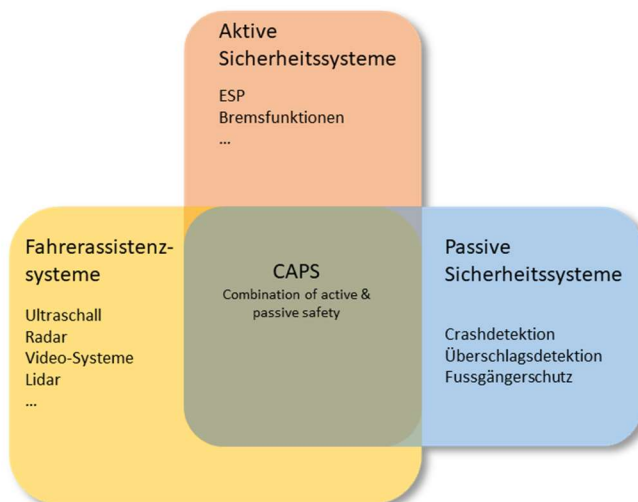 Aktive
Sicherheitssysteme
ESP
Bremsfunktionen
...
Fahrerassistenz-
systeme
Ultraschall
Radar
Video-Systeme
Lidar
...
CAPS
Combination of active &
passive safety
Passive
Sicherheitssysteme
Crashdetektion
Überschlagsdetektion
Fussgängerschutz